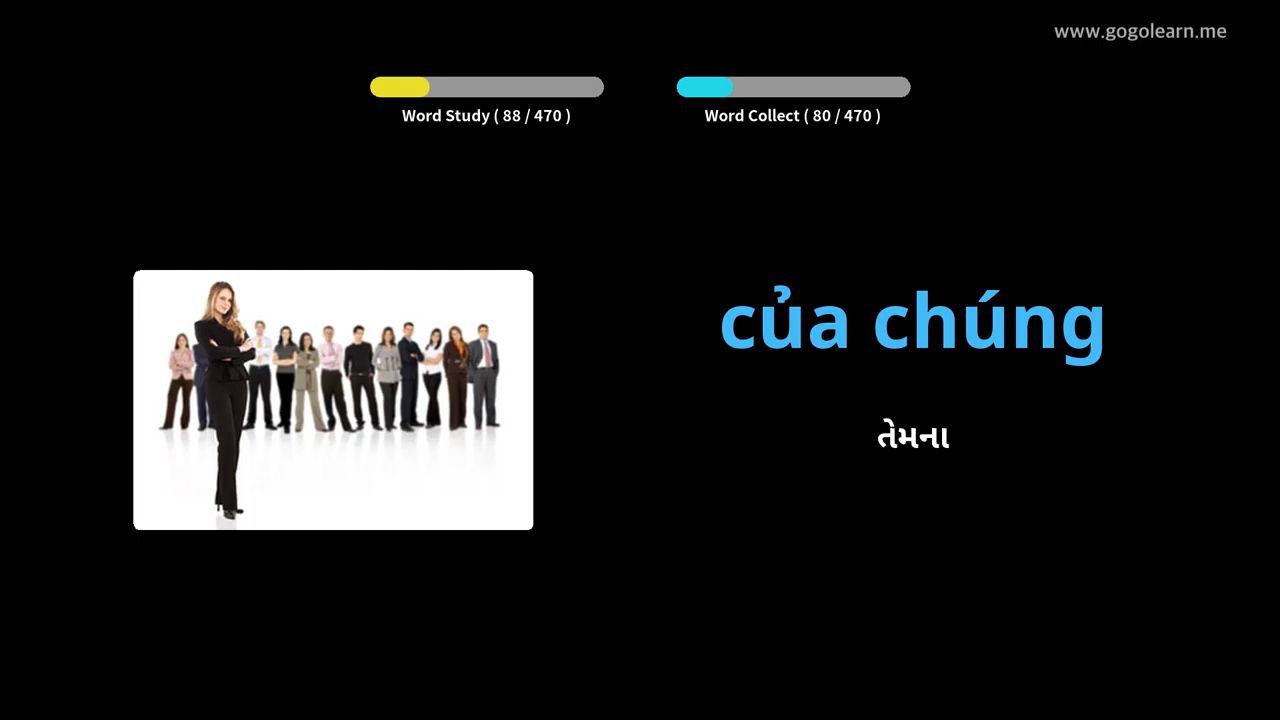 www.gogolearn.me
Word Study ( 88 / 470 )
Word Collect ( 80 / 470 )
của chúng
તેમના